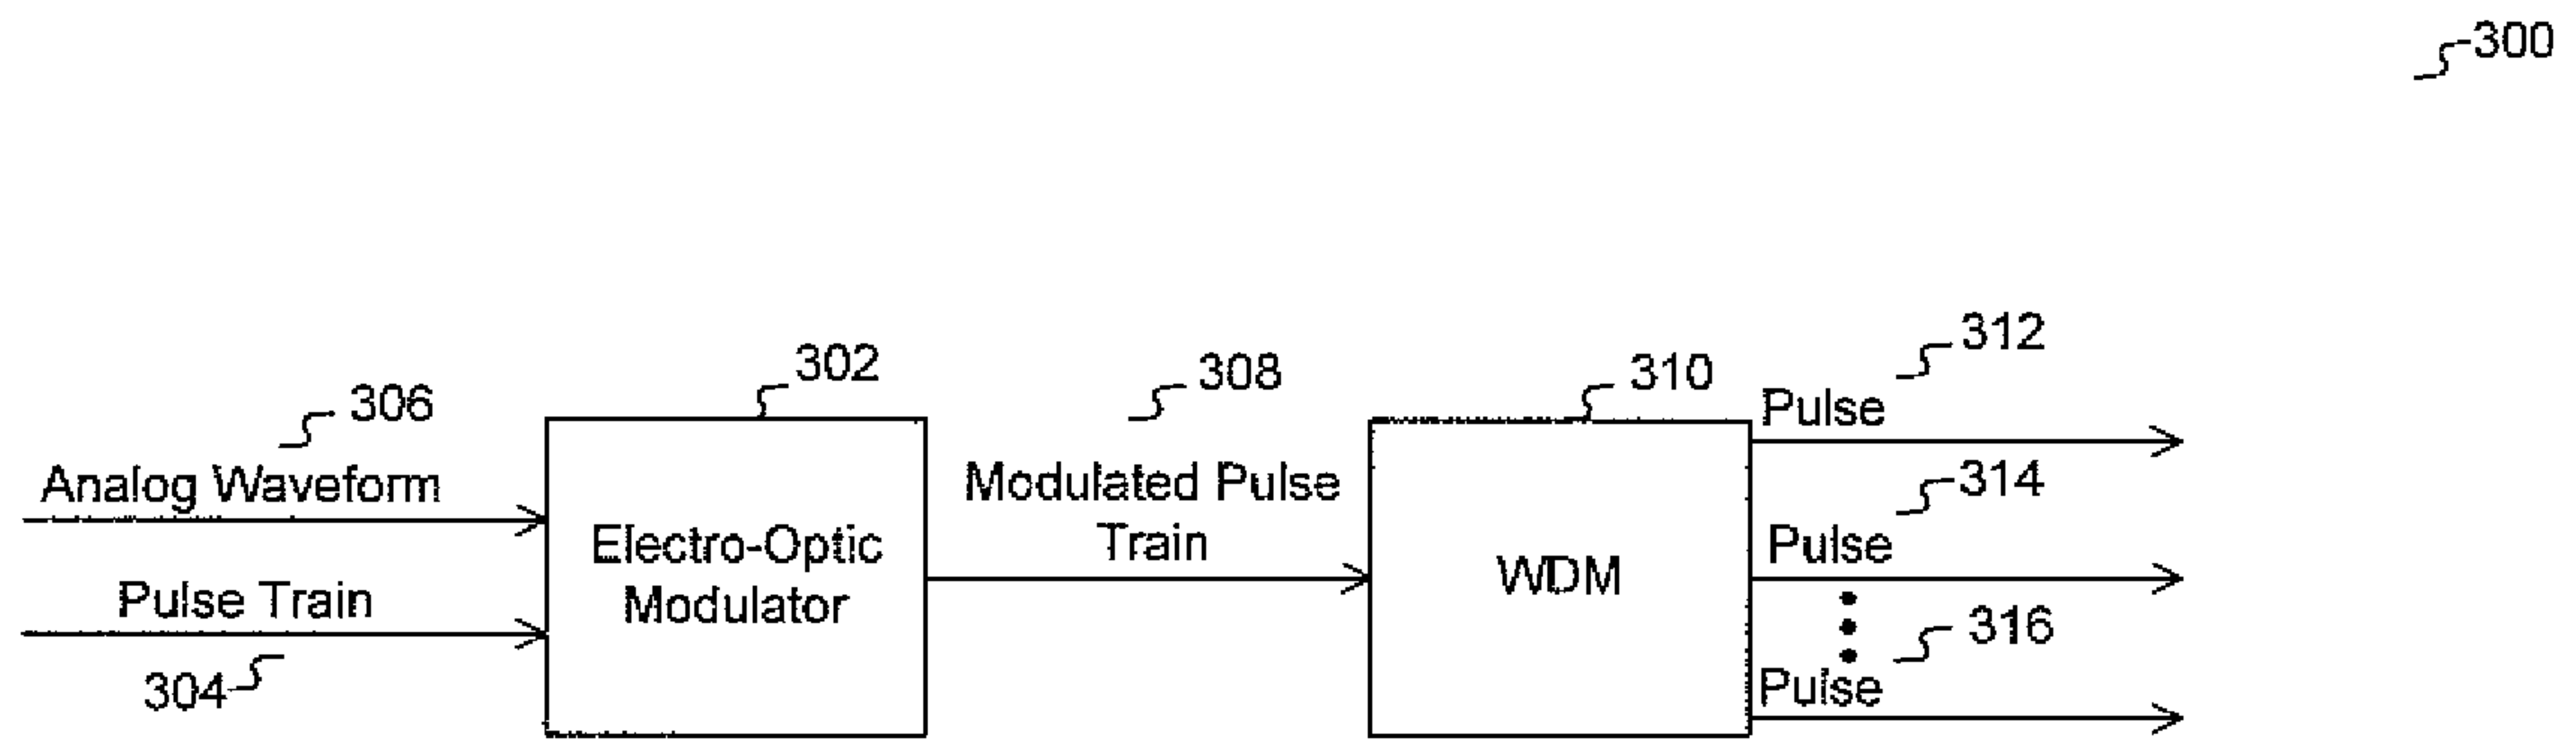 300
312
302
308
310
306
Pulse
314
Analog Waveform
Modulated Pulse
Train
Electro-Optic
Modulator
WDM
Pulse
Pulse Train
316
304
Pulse